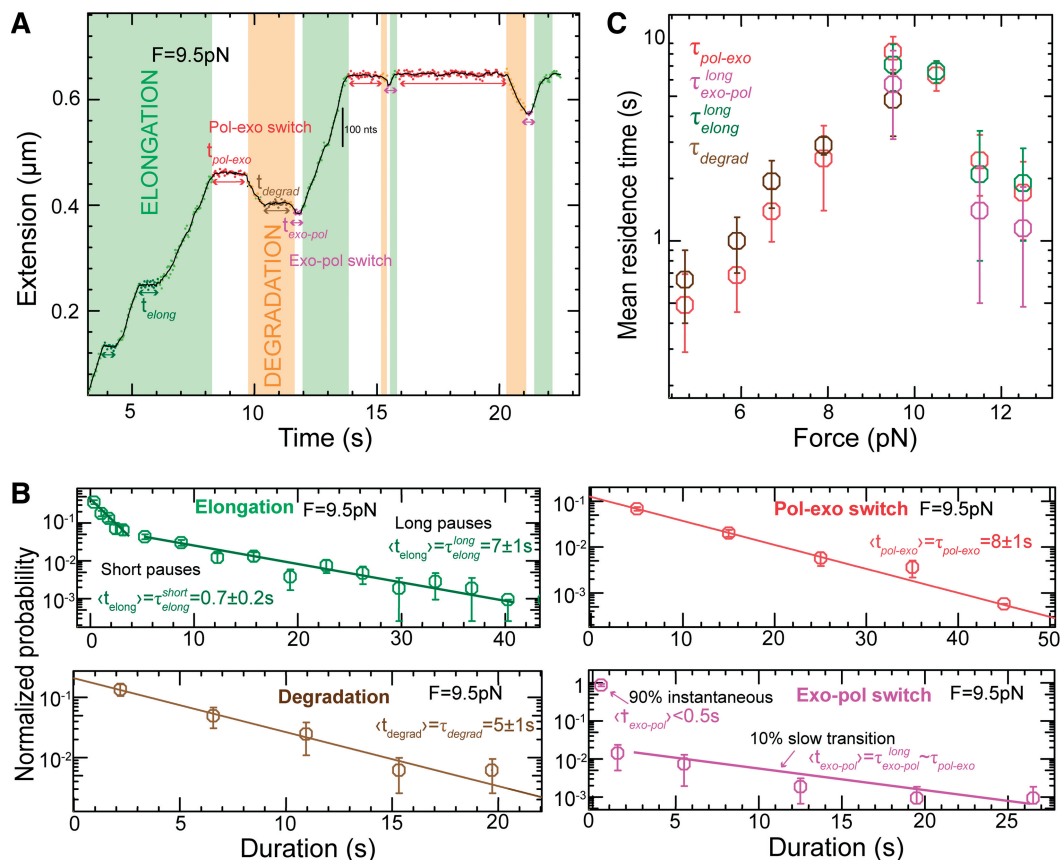 A
F=9.5pN
ELONGATION
DEGRADATION
Pol-exo switch
t_pol-exo
t_degrad
t_exo-pol
Exo-pol switch
t_elong
100 nts
0.6
0.4
0.2
Extension (μm)
5
10
15
20
Time (s)
C
10
1
Mean residence time (s)
τ_pol-exo
τ_exo-pol^long
τ_elong^long
τ_degrad
6
8
10
12
Force (pN)
B
Normalized probability
Elongation
F=9.5pN
Long pauses
⟨t_elong⟩=τ_elong^long=7±1s
Short pauses
⟨t_elong⟩=τ_elong^short=0.7±0.2s
10^-1
10^-2
10^-3
0
10
20
30
40
Pol-exo switch
F=9.5pN
⟨t_pol-exo⟩=τ_pol-exo=8±1s
10^-1
10^-2
10^-3
0
10
20
30
40
50
Degradation
F=9.5pN
⟨t_degrad⟩=τ_degrad=5±1s
10^-1
10^-2
0
5
10
15
20
Duration (s)
Exo-pol switch
F=9.5pN
90% instantaneous
⟨t_exo-pol⟩<0.5s
10% slow transition
⟨t_exo-pol⟩=τ_exo-pol^long~τ_pol-exo
1
10^-1
10^-2
10^-3
0
5
10
15
20
25
Duration (s)